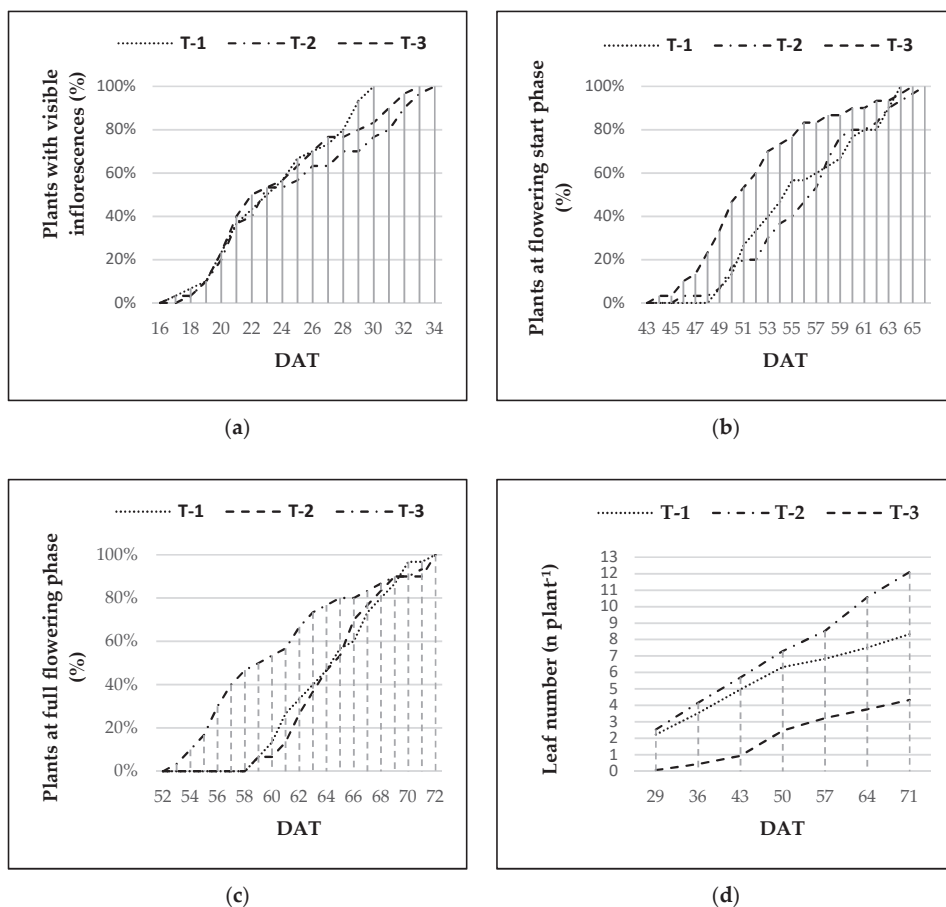 T-1 T-2 T-3
Plants with visible
inflorescences (%)
100%
80%
60%
40%
20%
0%
16 18 20 22 24 26 28 30 32 34
DAT
(a)
T-1 T-2 T-3
Plants at flowering start phase
(%)
100%
80%
60%
40%
20%
0%
43 45 47 49 51 53 55 57 59 61 63 65
DAT
(b)
T-1 T-2 T-3
Plants at full flowering phase
(%)
100%
80%
60%
40%
20%
0%
52 54 56 58 60 62 64 66 68 70 72
DAT
(c)
T-1 T-2 T-3
Leaf number (n plant⁻¹)
13
12
11
10
9
8
7
6
5
4
3
2
1
0
29 36 43 50 57 64 71
DAT
(d)